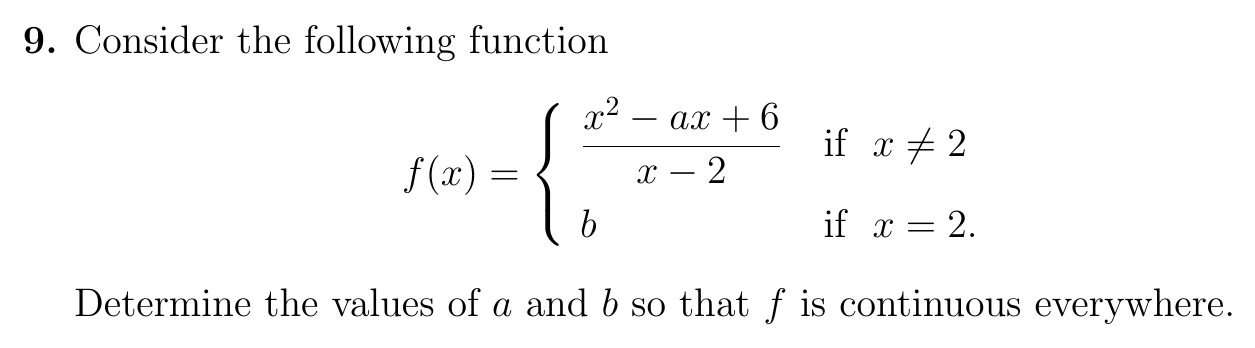 9. Consider the following function
f(x) = { (x² − ax + 6)/(x − 2) if x ≠ 2
b if x = 2.
Determine the values of a and b so that f is continuous everywhere.